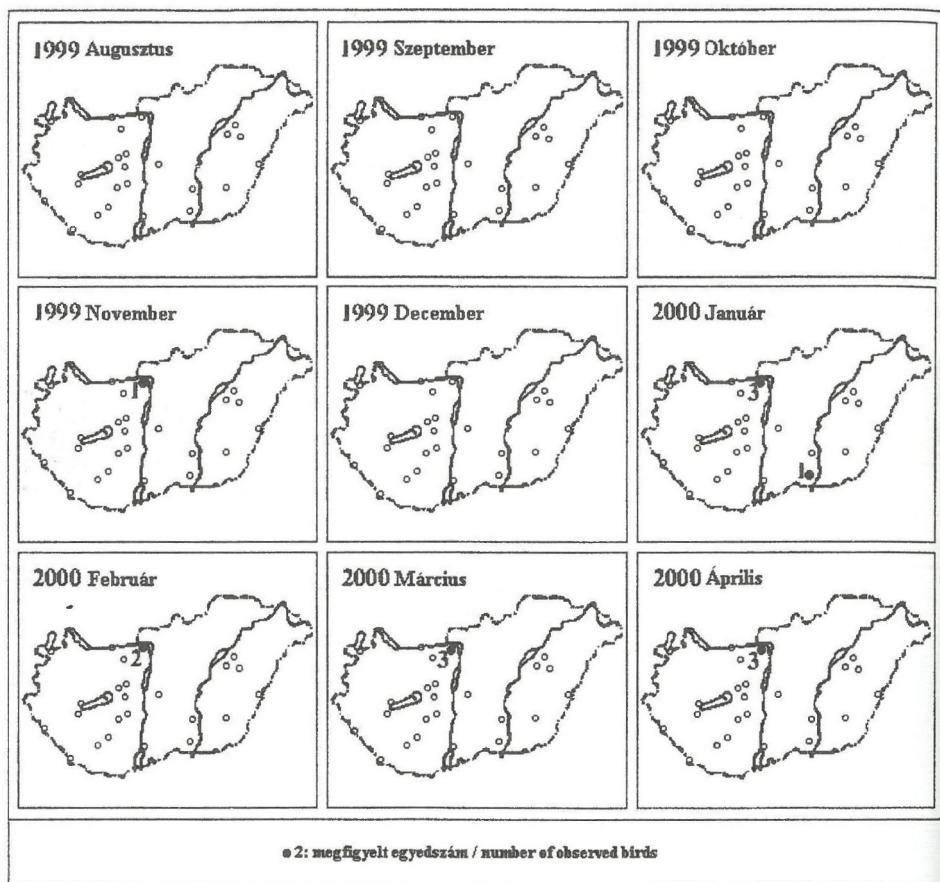 1999 Augusztus
1999 Szeptember
1999 Október
1999 November
1
1999 December
2000 Január
3
1
2000 Február
2
2000 Március
3
2000 Április
3
● 2: megfigyelt egyedszám / number of observed birds